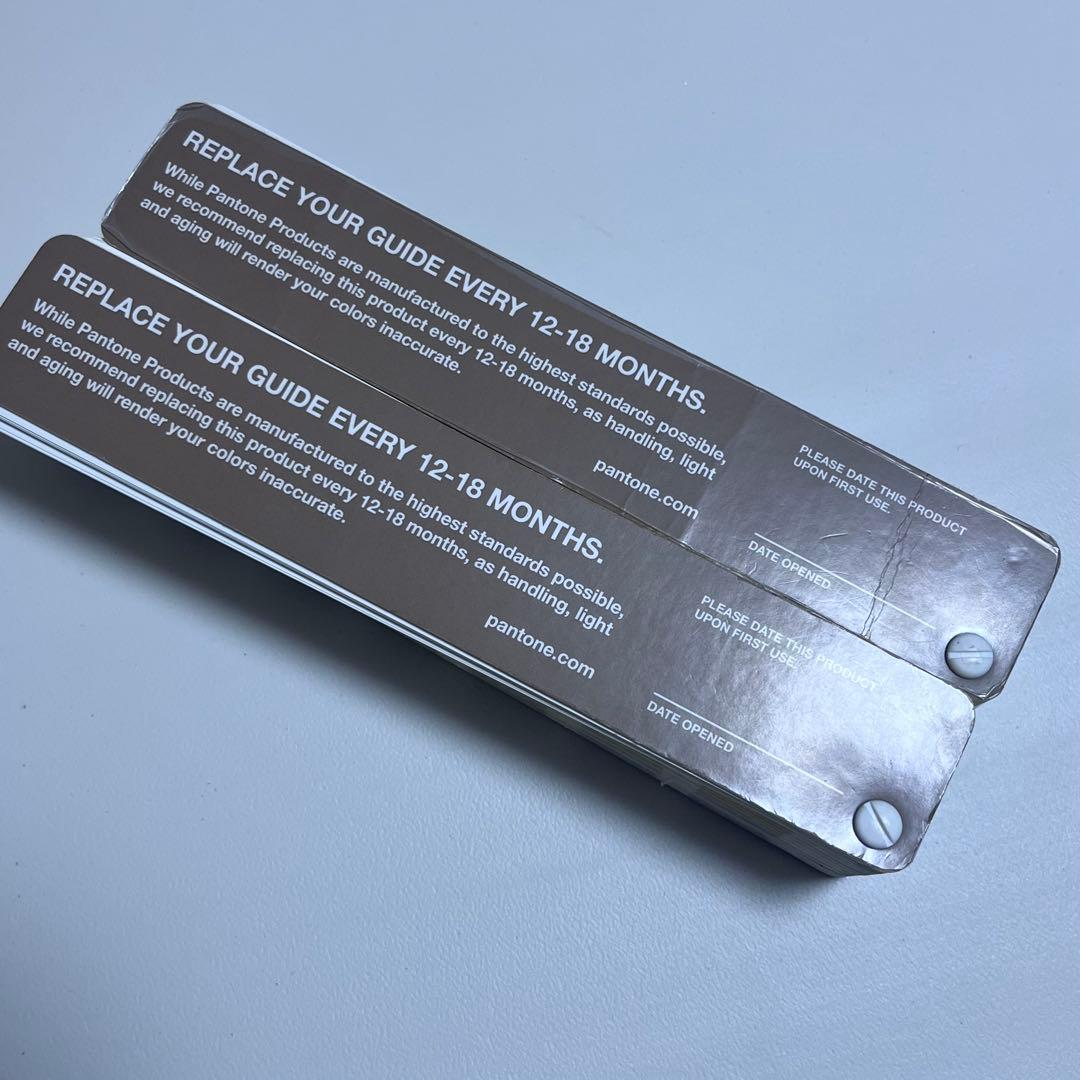 REPLACE YOUR GUIDE EVERY 12-18 MONTHS.
While Pantone Products are manufactured to the highest standards possible,
we recommend replacing this product every 12-18 months, as handling, light
and aging will render your colors inaccurate.
pantone.com
PLEASE DATE THIS PRODUCT
UPON FIRST USE.
DATE OPENED
REPLACE YOUR GUIDE EVERY 12-18 MONTHS.
While Pantone Products are manufactured to the highest standards possible,
we recommend replacing this product every 12-18 months, as handling, light
and aging will render your colors inaccurate.
pantone.com
PLEASE DATE THIS PRODUCT
UPON FIRST USE.
DATE OPENED